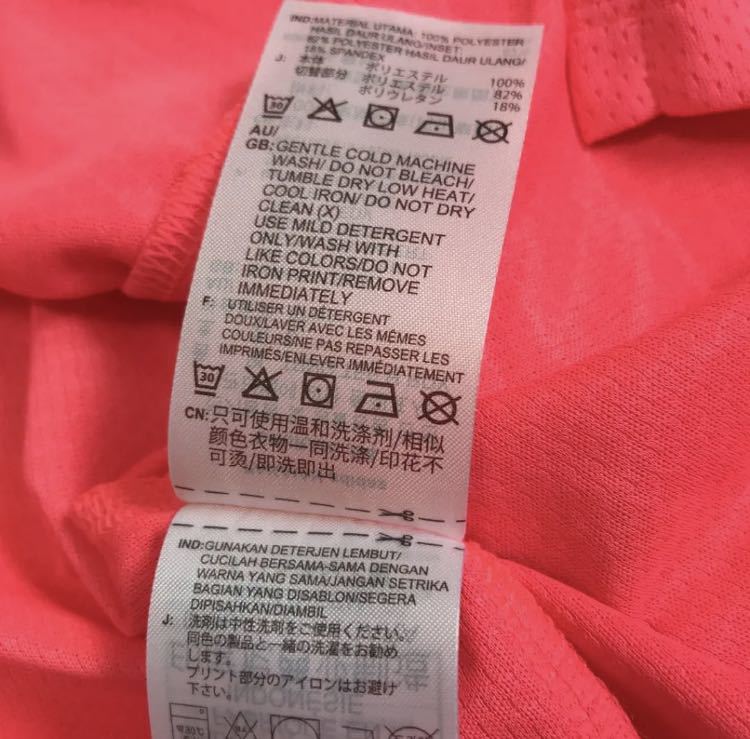 IND: MATERIAL UTAMA: 100% POLYESTER
HASIL DAUR ULANG/INSET:
82% POLYESTER HASIL DAUR ULANG/
18% SPANDEX
J: 本体 ポリエステル 100%
切替部分 ポリエステル 82%
ポリウレタン 18%
30
AU/
GB: GENTLE COLD MACHINE
WASH/ DO NOT BLEACH/
TUMBLE DRY LOW HEAT/
COOL IRON/ DO NOT DRY
CLEAN (X)
USE MILD DETERGENT
ONLY/WASH WITH
LIKE COLORS/DO NOT
IRON PRINT/REMOVE
IMMEDIATELY
F: UTILISER UN DÉTERGENT
DOUX/LAVER AVEC LES MÊMES
COULEURS/NE PAS REPASSER LES
IMPRIMÉS/ENLEVER IMMÉDIATEMENT
30
CN: 只可使用温和洗涤剂/相似
颜色衣物一同洗涤/印花不
可烫/即洗即出
IND: GUNAKAN DETERJEN LEMBUT/
CUCILAH BERSAMA-SAMA DENGAN
WARNA YANG SAMA/JANGAN SETRIKA
BAGIAN YANG DISABLON/SEGERA
DIPISAHKAN/DIAMBIL
J: 洗剤は中性洗剤をご使用ください。
同色の製品と一緒の洗濯をお勧め
します。
プリント部分のアイロンはお避け
下さい。